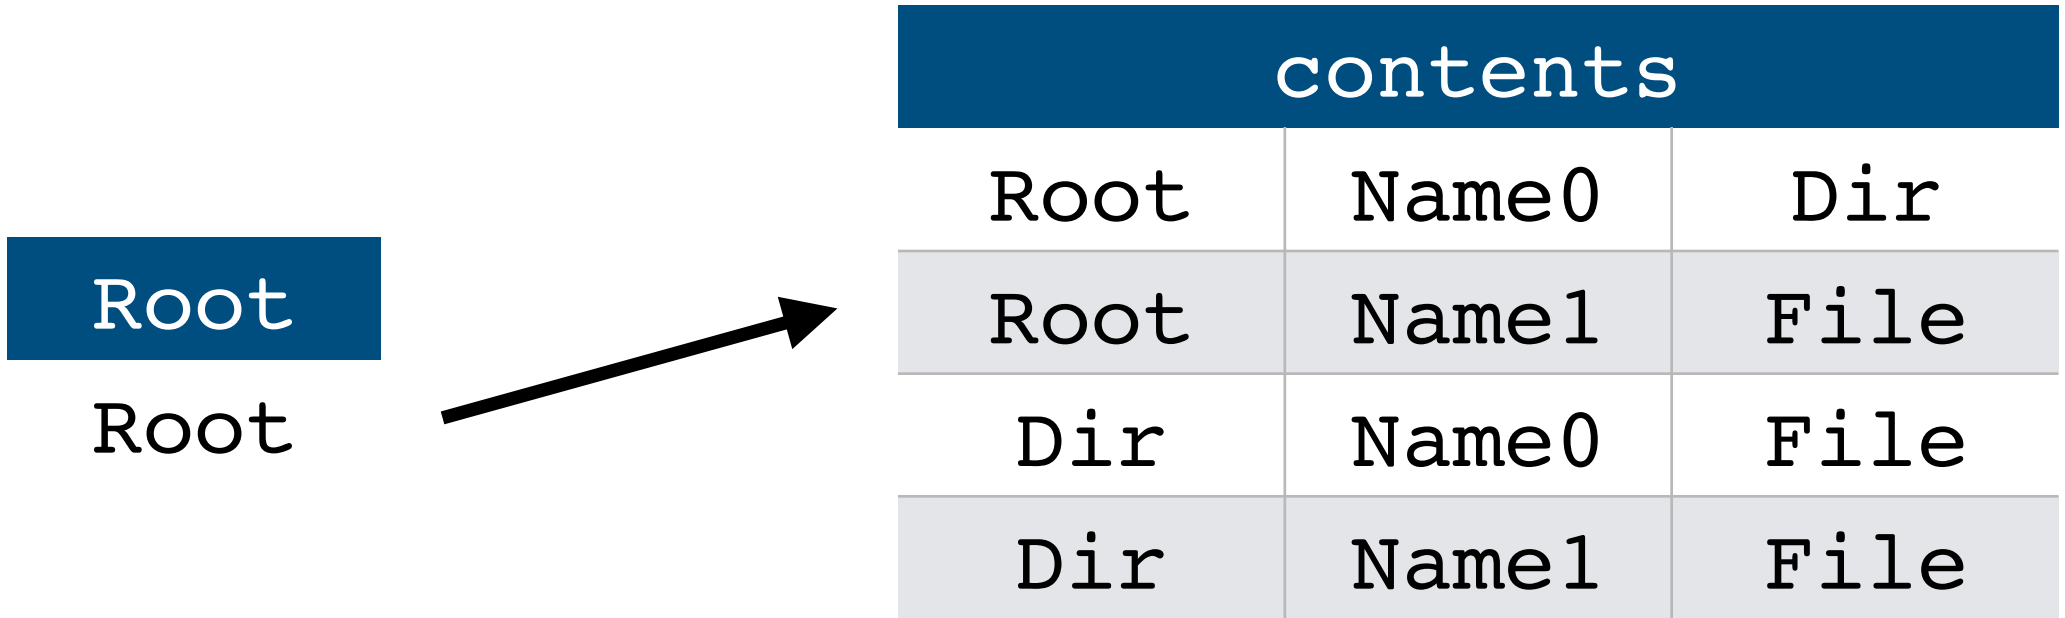 Root
Root
contents
Root Name0 Dir
Root Name1 File
Dir Name0 File
Dir Name1 File